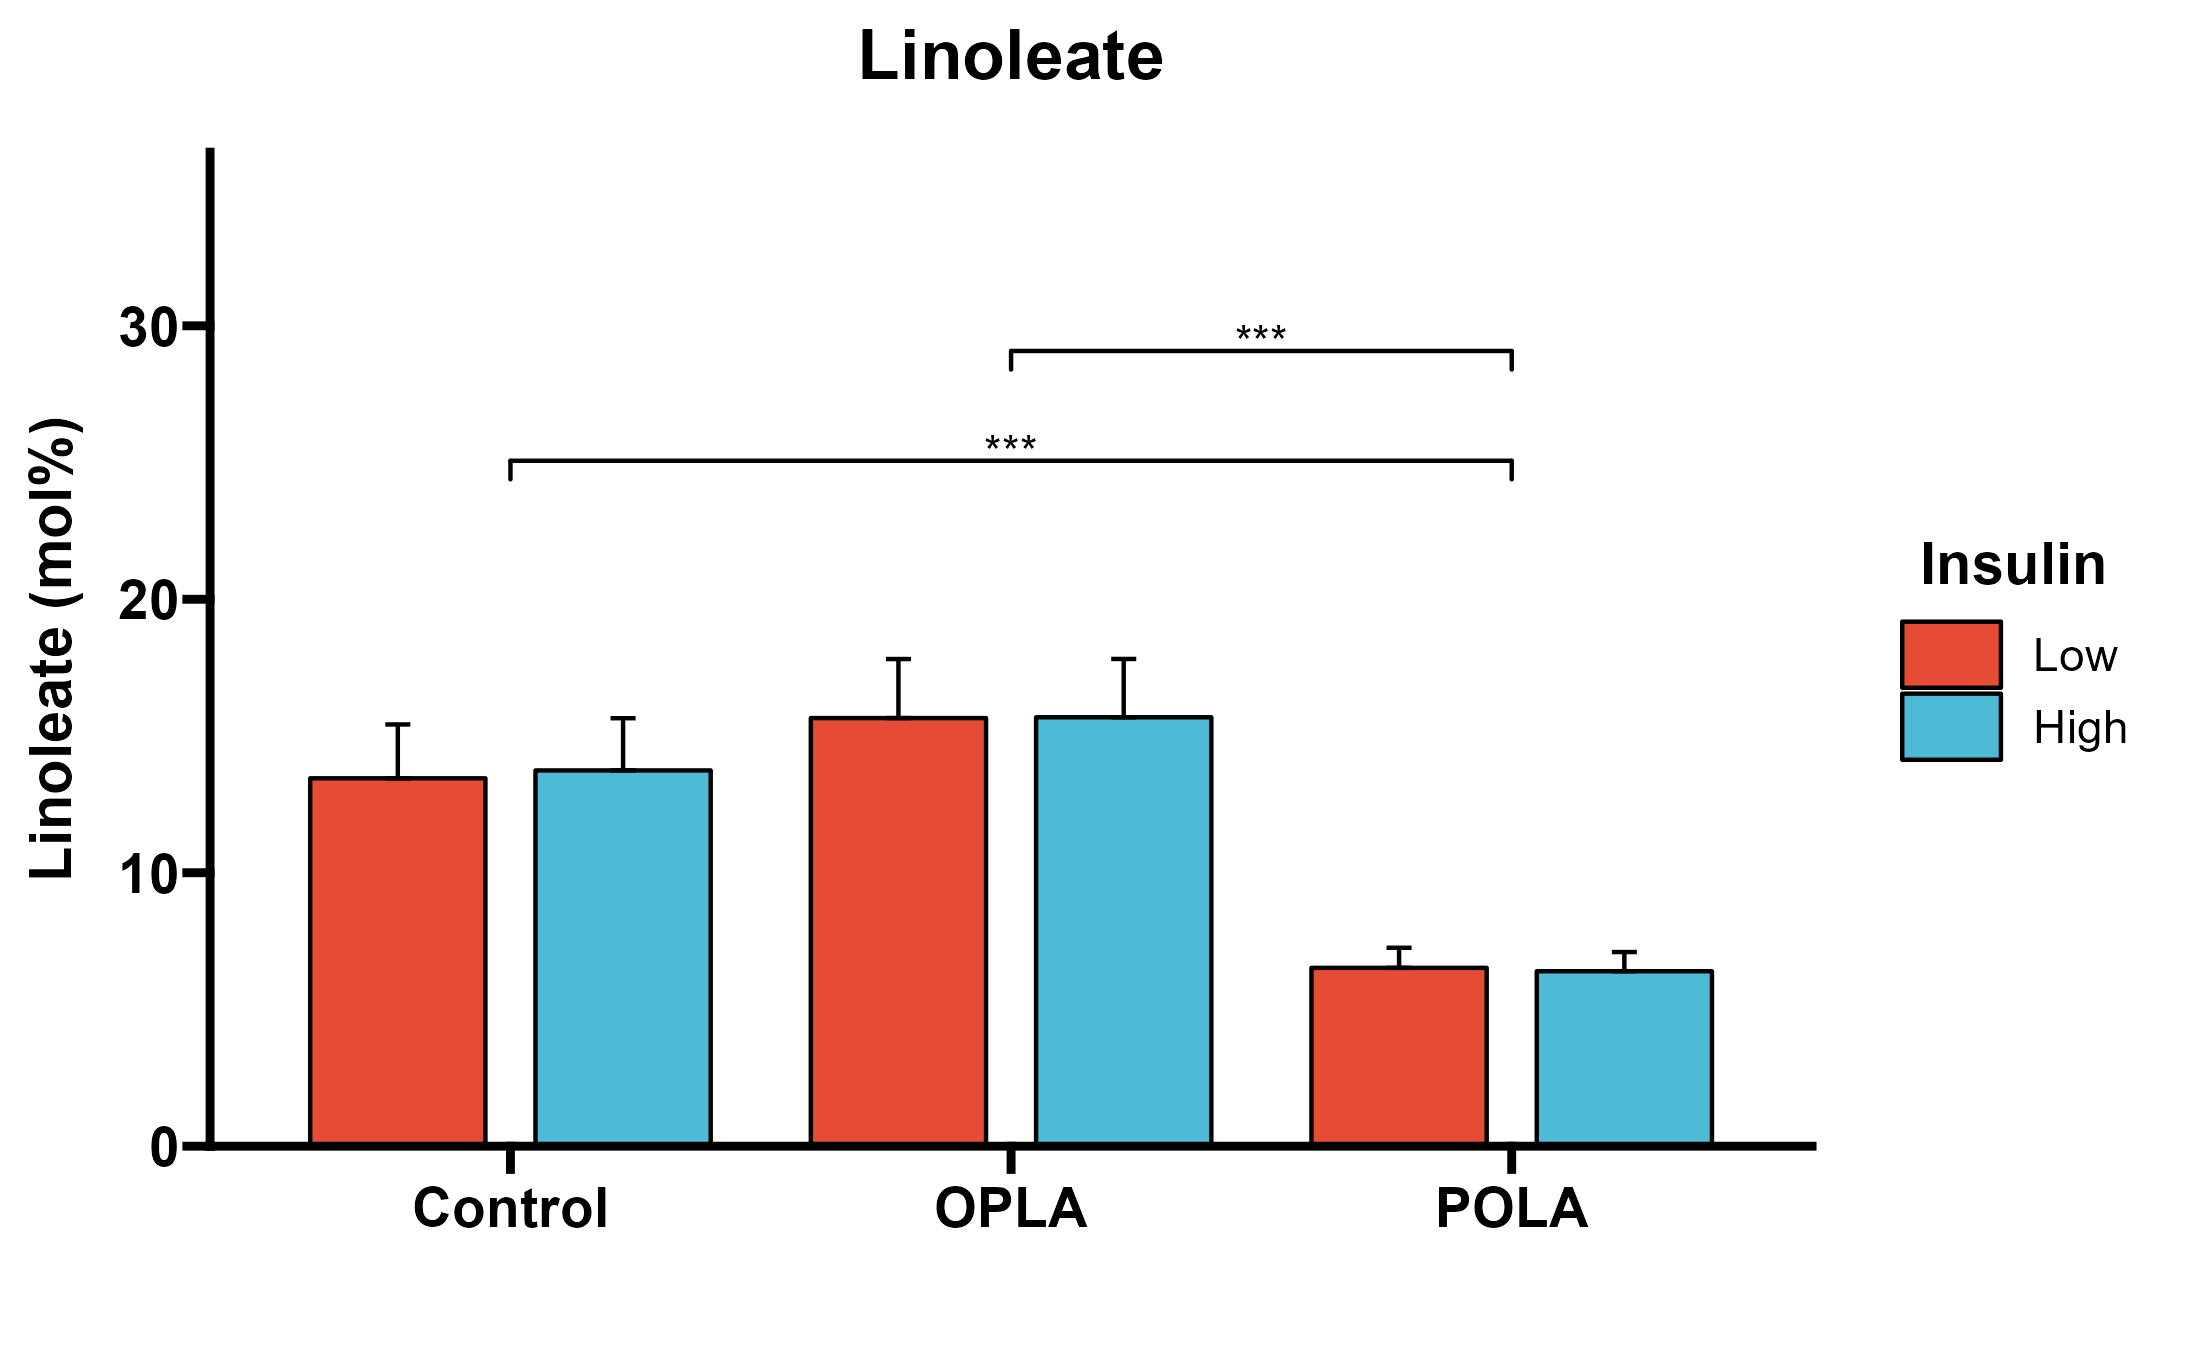 Linoleate
Linoleate (mol%)
30
20
10
0
***
***
Control
OPLA
POLA
Insulin
Low
High